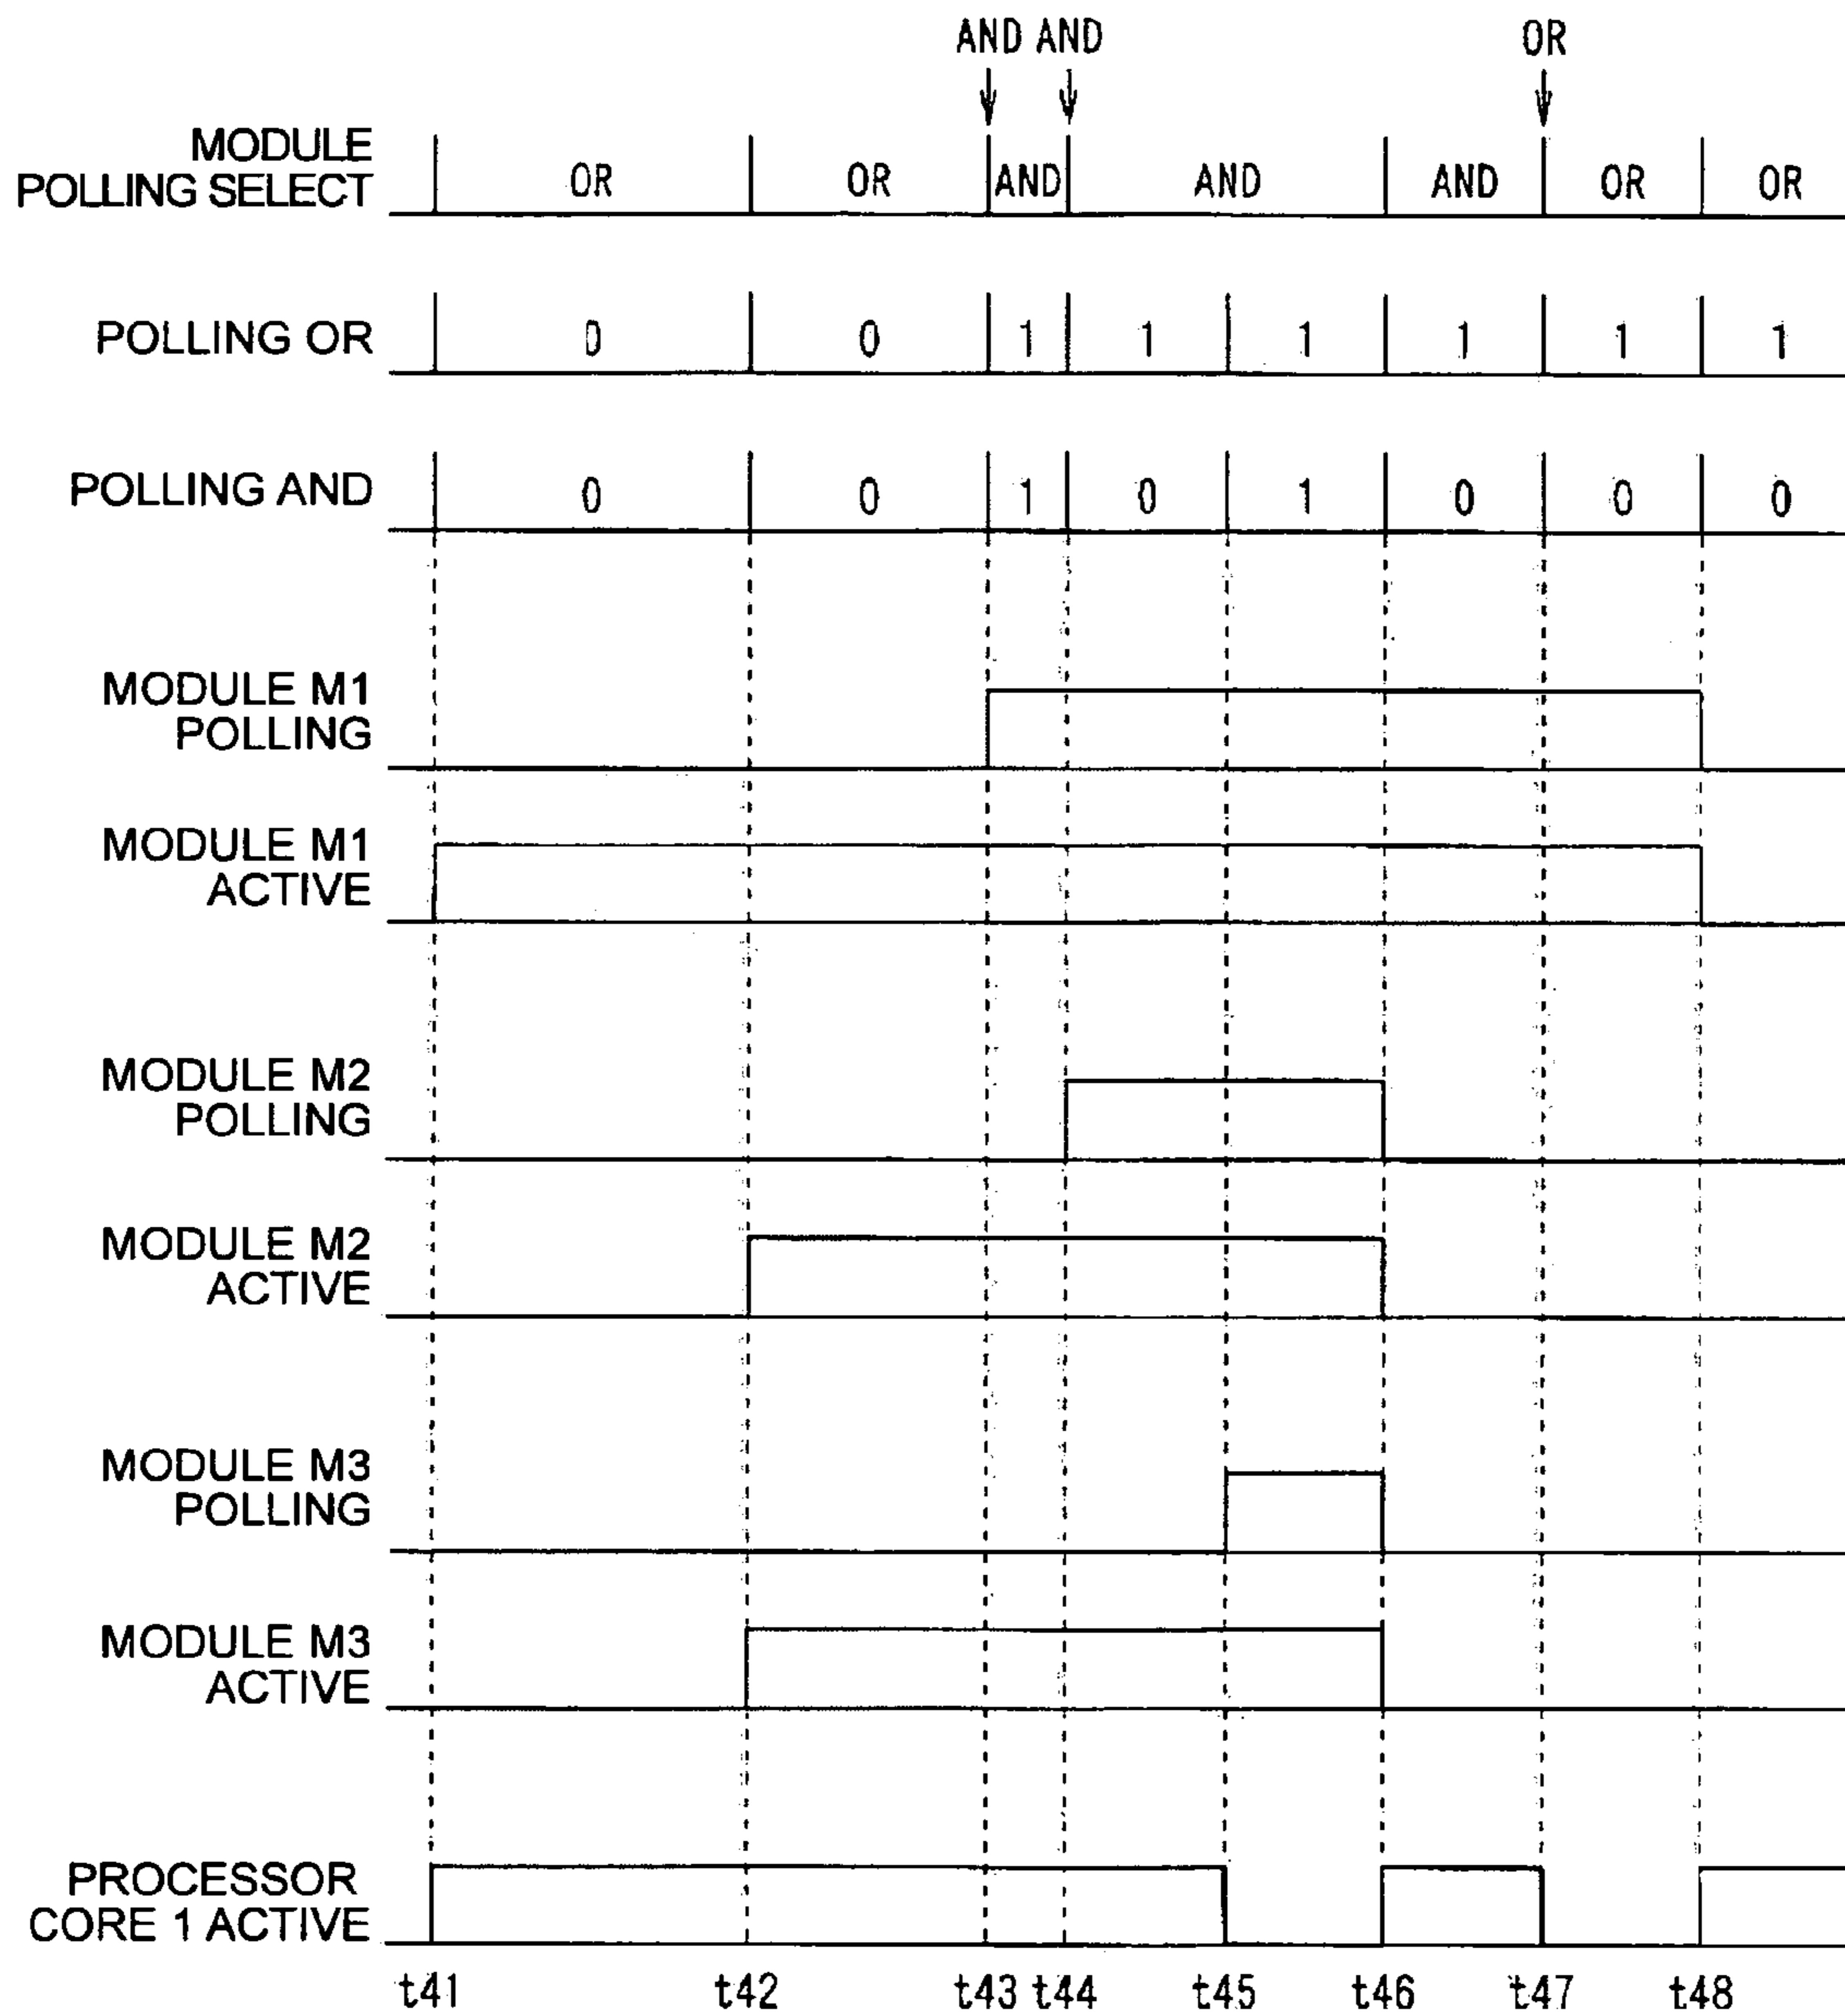 AND AND OR
MODULE
POLLING SELECT
OR OR AND AND AND OR OR
POLLING OR
0 0 1 1 1 1 1 1
POLLING AND
0 0 1 0 1 0 0 0
MODULE M1
POLLING
MODULE M1
ACTIVE
MODULE M2
POLLING
MODULE M2
ACTIVE
MODULE M3
POLLING
MODULE M3
ACTIVE
PROCESSOR
CORE 1 ACTIVE
t41 t42 t43 t44 t45 t46 t47 t48